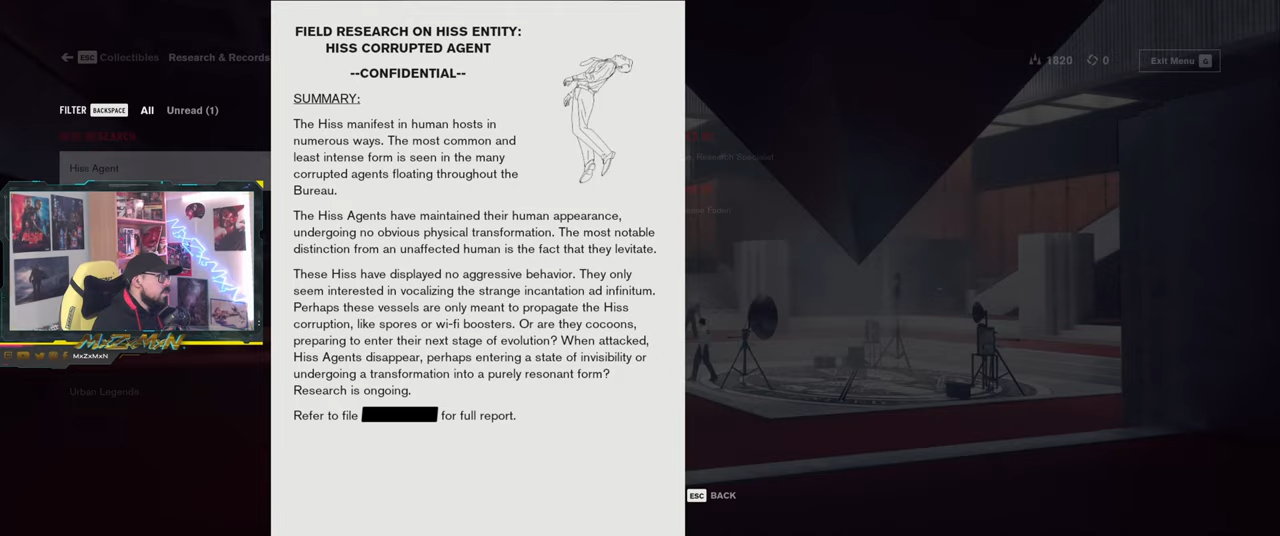 FIELD RESEARCH ON HISS ENTITY:
HISS CORRUPTED AGENT
--CONFIDENTIAL--
SUMMARY:
The Hiss manifest in human hosts in
numerous ways. The most common and
least intense form is seen in the many
corrupted agents floating throughout the
Bureau.
The Hiss Agents have maintained their human appearance,
undergoing no obvious physical transformation. The most notable
distinction from an unaffected human is the fact that they levitate.
These Hiss have displayed no aggressive behavior. They only
seem interested in vocalizing the strange incantation ad infinitum.
Perhaps these vessels are only meant to propagate the Hiss
corruption, like spores or wi-fi boosters. Or are they cocoons,
preparing to enter their next stage of evolution? When attacked,
Hiss Agents disappear, perhaps entering a state of invisibility or
undergoing a transformation into a purely resonant form?
Research is ongoing.
Refer to file for full report.
ESC Collectibles Research & Records
FILTER BACKSPACE All Unread (1)
HISS RESEARCH
Hiss Agent
MxZxMxN
MxZxMxN
Urban Legends
1820 0 Exit Menu
Research Specialist
ESC BACK